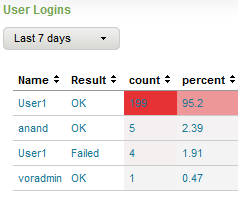 User Logins
Last 7 days
Name Result count percent
User1 OK 199 95.2
anand OK 5 2.39
User1 Failed 4 1.91
voradmin OK 1 0.47